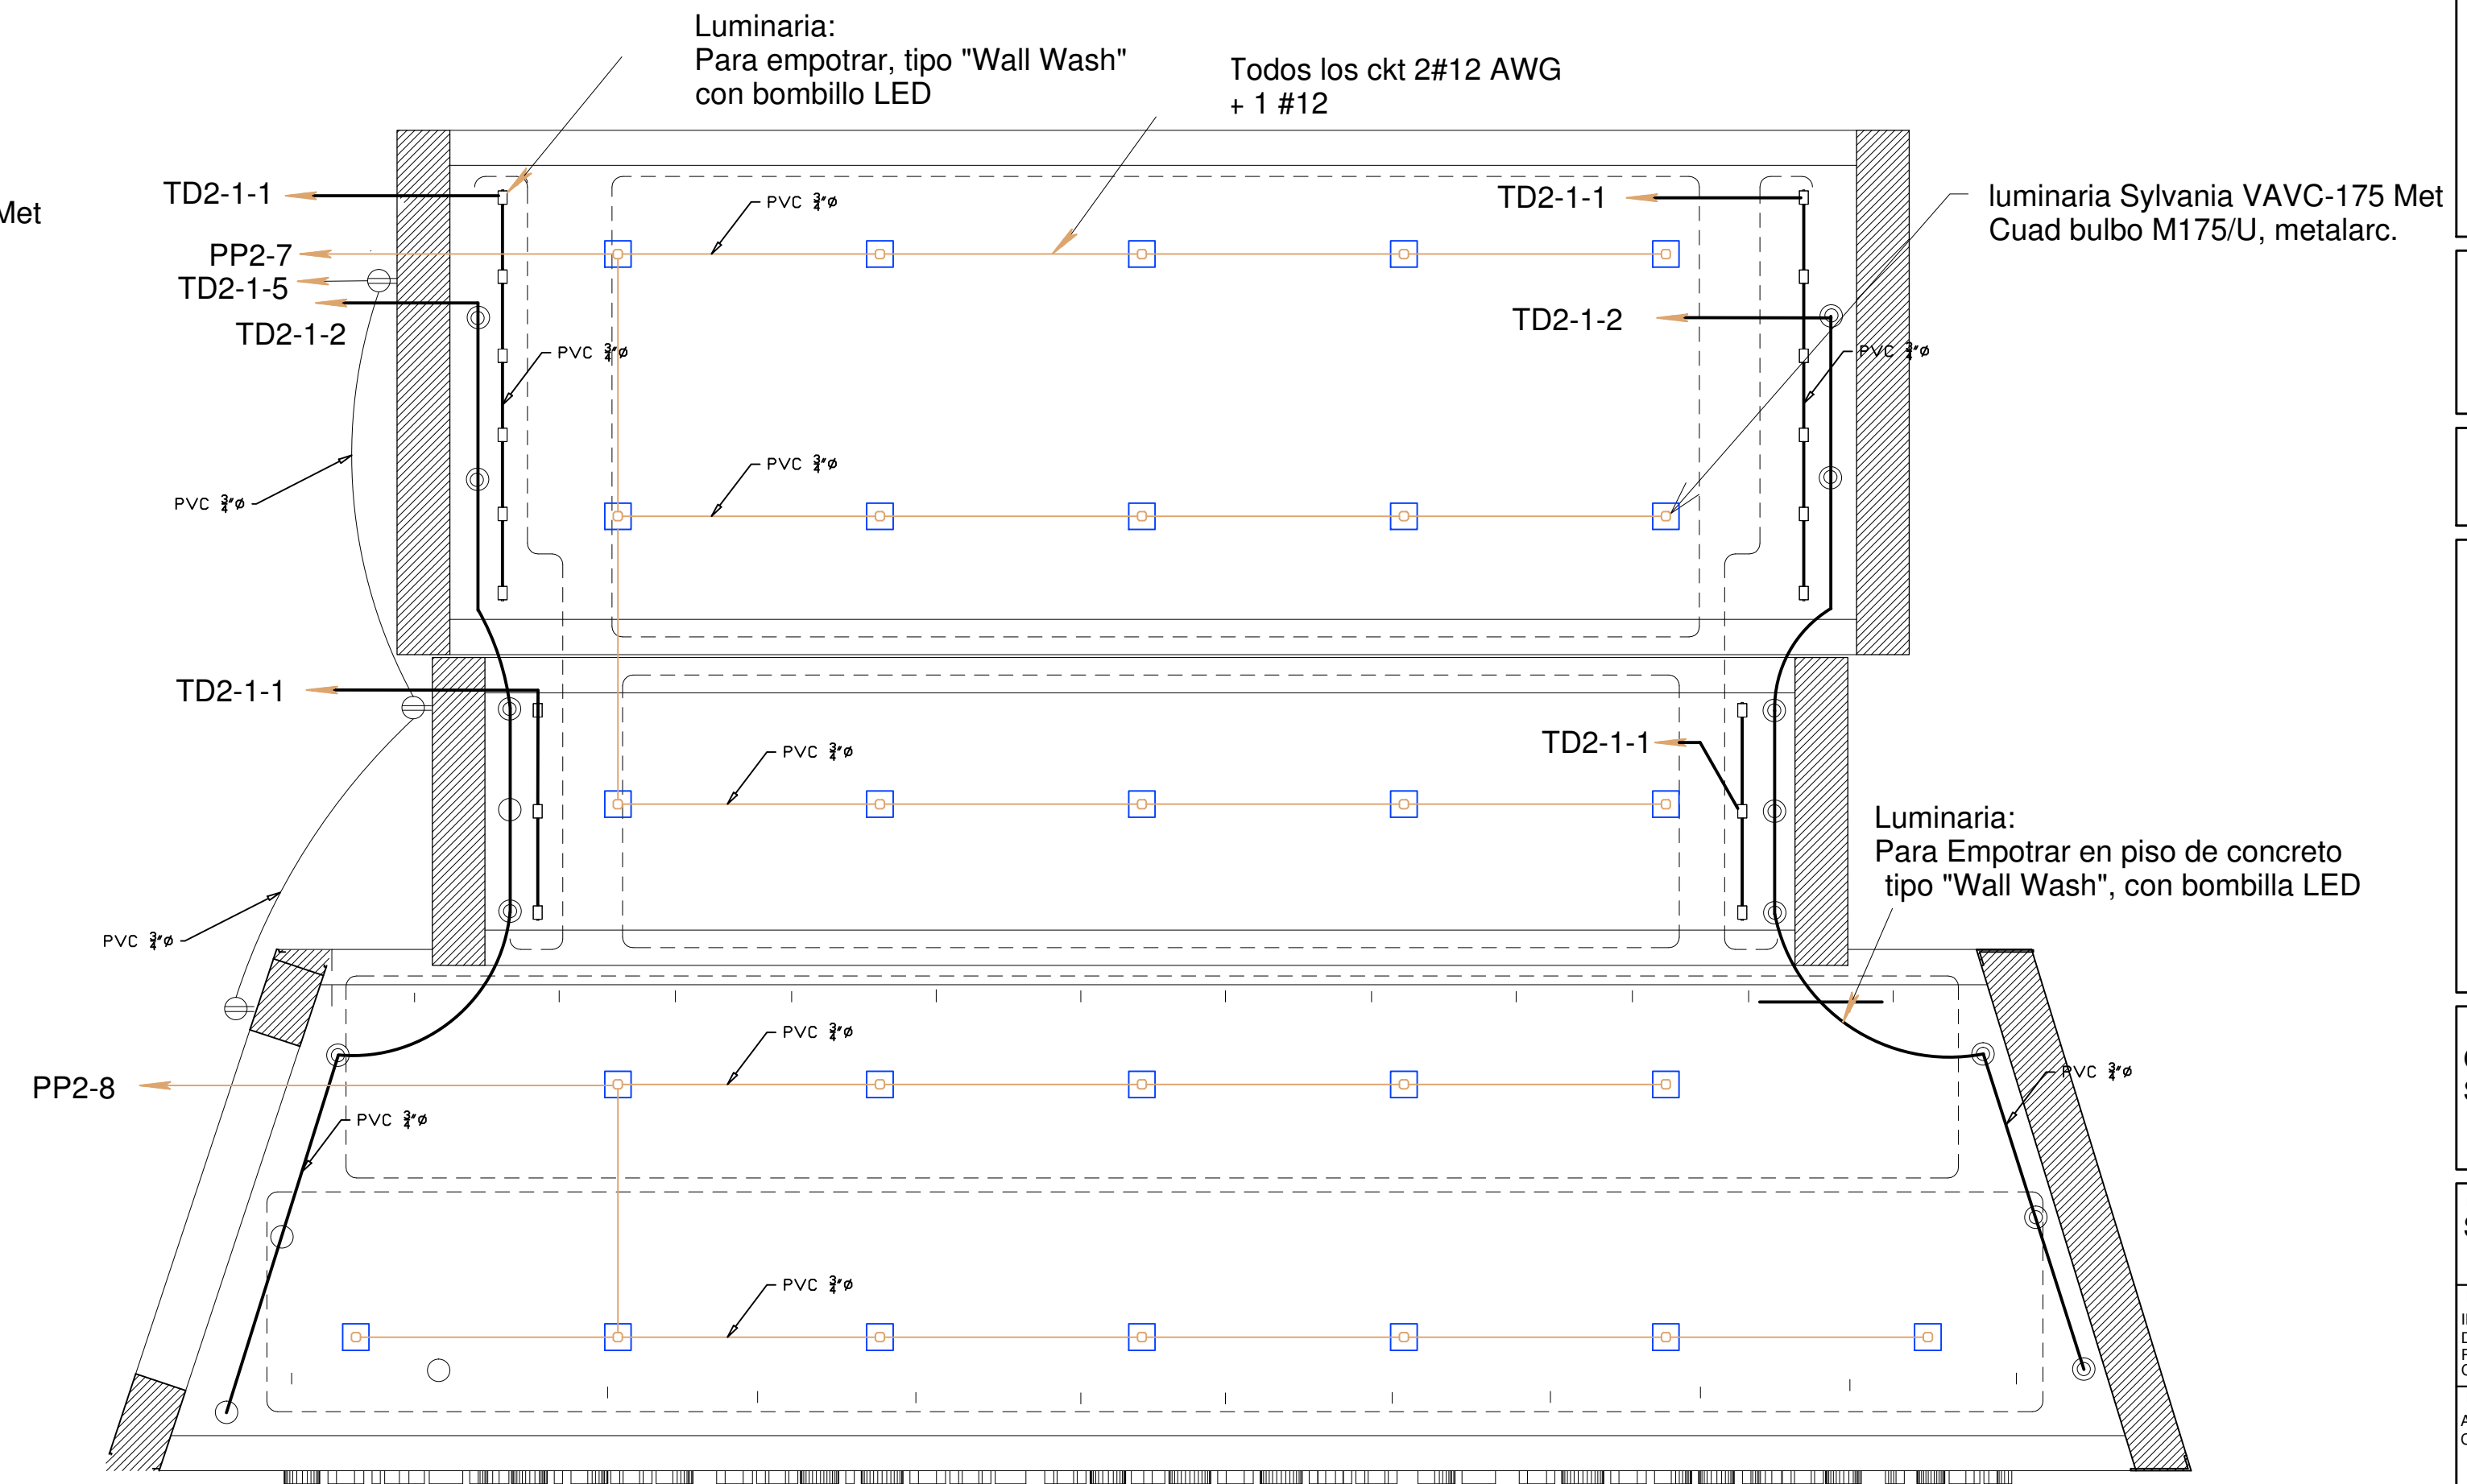 Luminaria:
Para empotrar, tipo "Wall Wash"
con bombillo LED
Todos los ckt 2#12 AWG
+ 1 #12
TD2-1-1
Met
PVC 3/4"ø
TD2-1-1
luminaria Sylvania VAVC-175 Met
Cuad bulbo M175/U, metalarc.
PP2-7
TD2-1-5
TD2-1-2
TD2-1-2
PVC 3/4"ø
PVC 3/4"ø
PVC 3/4"ø
PVC 3/4"ø
TD2-1-1
PVC 3/4"ø
TD2-1-1
Luminaria:
Para Empotrar en piso de concreto
tipo "Wall Wash", con bombilla LED
PVC 3/4"ø
PVC 3/4"ø
PP2-8
PVC 3/4"ø
PVC 3/4"ø
PVC 3/4"ø